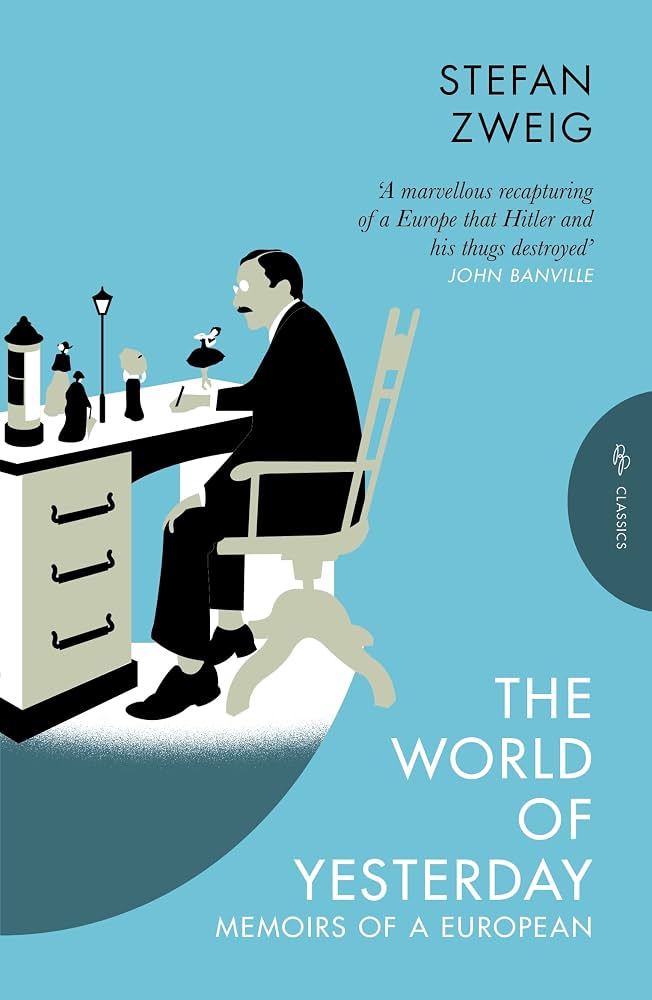 STEFAN
ZWEIG
‘A marvellous recapturing
of a Europe that Hitler and
his thugs destroyed’
JOHN BANVILLE
CLASSICS
THE
WORLD
OF
YESTERDAY
MEMOIRS OF A EUROPEAN